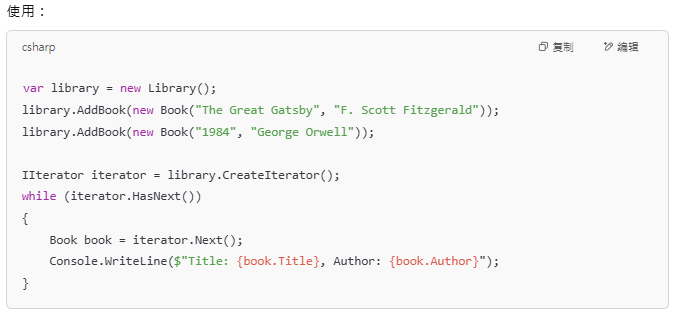 使用：
csharp
复制 编辑
var library = new Library();
library.AddBook(new Book("The Great Gatsby", "F. Scott Fitzgerald"));
library.AddBook(new Book("1984", "George Orwell"));
IIterator iterator = library.CreateIterator();
while (iterator.HasNext())
{
    Book book = iterator.Next();
    Console.WriteLine($"Title: {book.Title}, Author: {book.Author}");
}